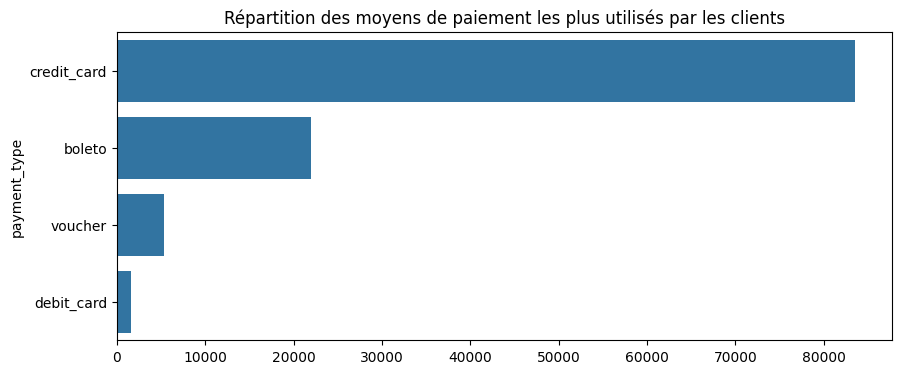 Répartition des moyens de paiement les plus utilisés par les clients
payment_type
credit_card
boleto
voucher
debit_card
0 10000 20000 30000 40000 50000 60000 70000 80000